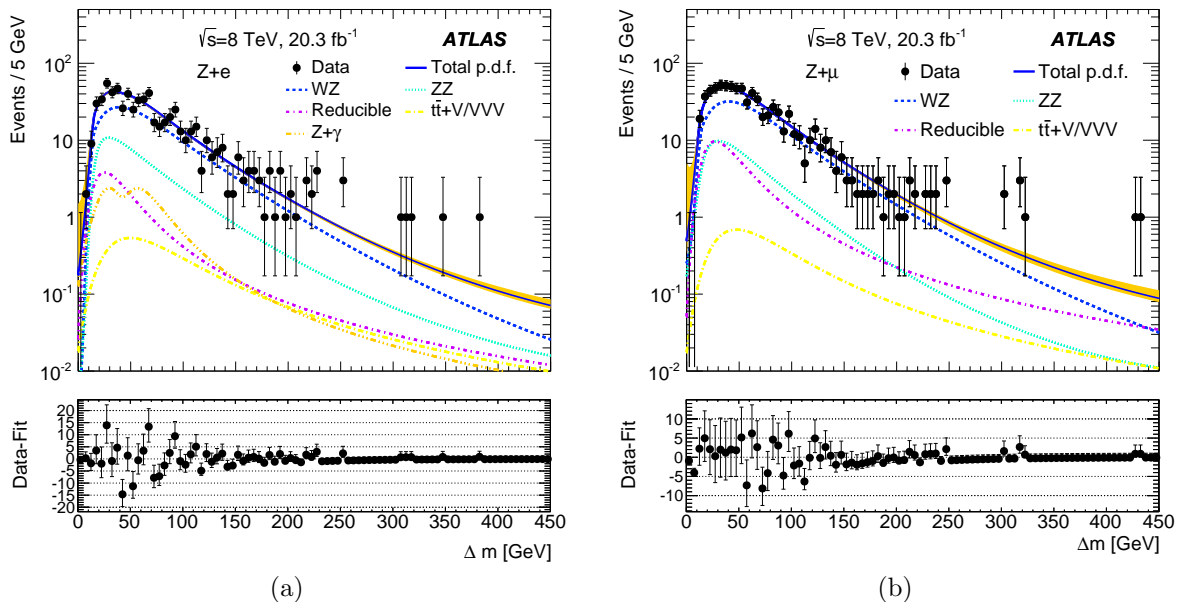 √s=8 TeV, 20.3 fb⁻¹ ATLAS
Z+e
Data Total p.d.f.
WZ ZZ
Reducible tt̄+V/VVV
Z+γ
Events / 5 GeV
10²
10
1
10⁻¹
10⁻²
Data-Fit
20
15
10
5
0
-5
-10
-15
-20
0 50 100 150 200 250 300 350 400 450
Δ m [GeV]
(a)
√s=8 TeV, 20.3 fb⁻¹ ATLAS
Z+μ
Data Total p.d.f.
WZ ZZ
Reducible tt̄+V/VVV
Events / 5 GeV
10²
10
1
10⁻¹
10⁻²
Data-Fit
10
5
0
-5
-10
0 50 100 150 200 250 300 350 400 450
Δm [GeV]
(b)